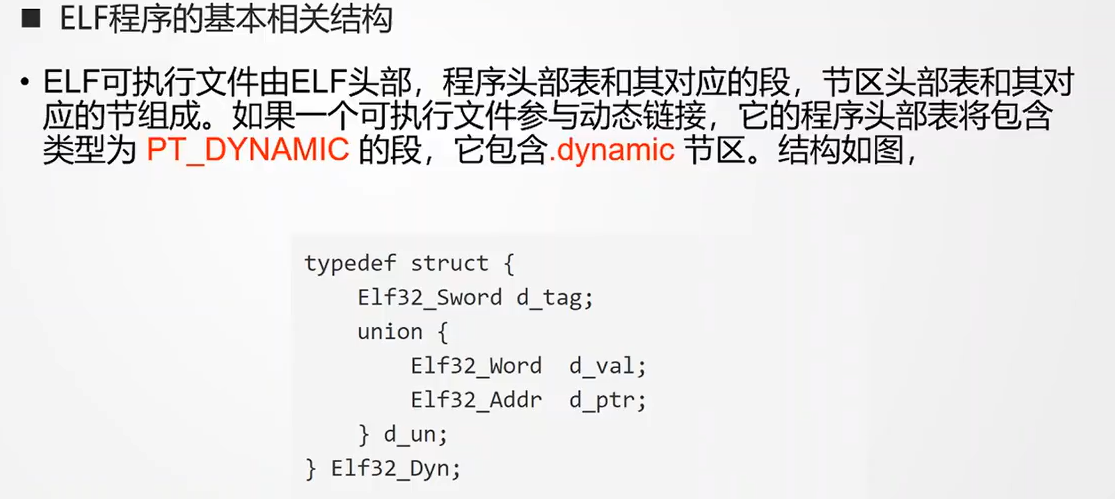 ■ ELF程序的基本相关结构
• ELF可执行文件由ELF头部，程序头部表和其对应的段，节区头部表和其对
应的节组成。如果一个可执行文件参与动态链接，它的程序头部表将包含
类型为 PT_DYNAMIC 的段，它包含.dynamic 节区。结构如图，
typedef struct {
    Elf32_Sword d_tag;
    union {
        Elf32_Word  d_val;
        Elf32_Addr  d_ptr;
    } d_un;
} Elf32_Dyn;